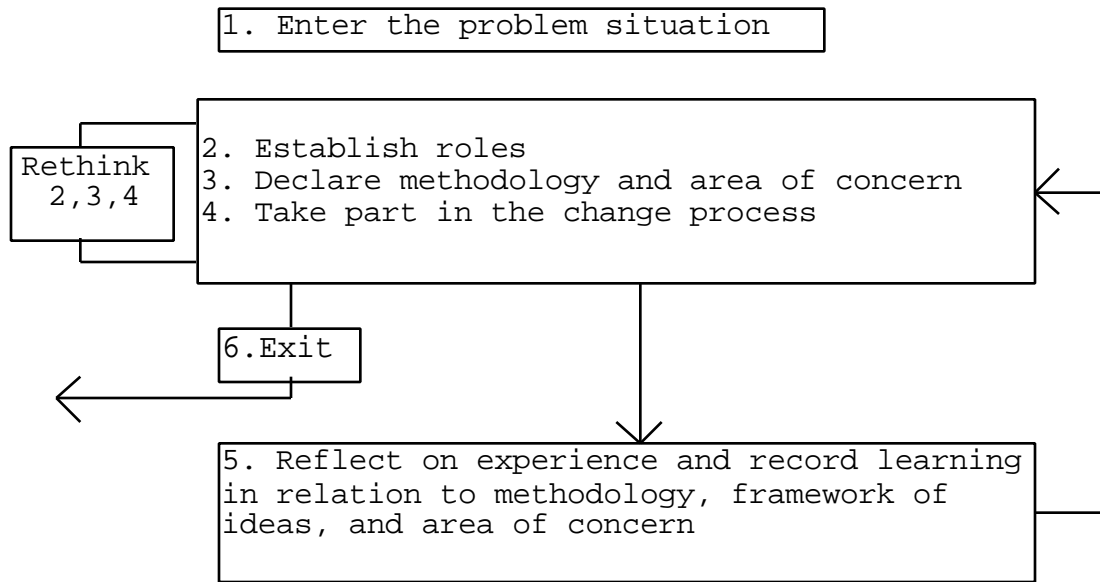 1. Enter the problem situation
2. Establish roles
3. Declare methodology and area of concern
4. Take part in the change process
Rethink
2,3,4
6.Exit
5. Reflect on experience and record learning
in relation to methodology, framework of
ideas, and area of concern